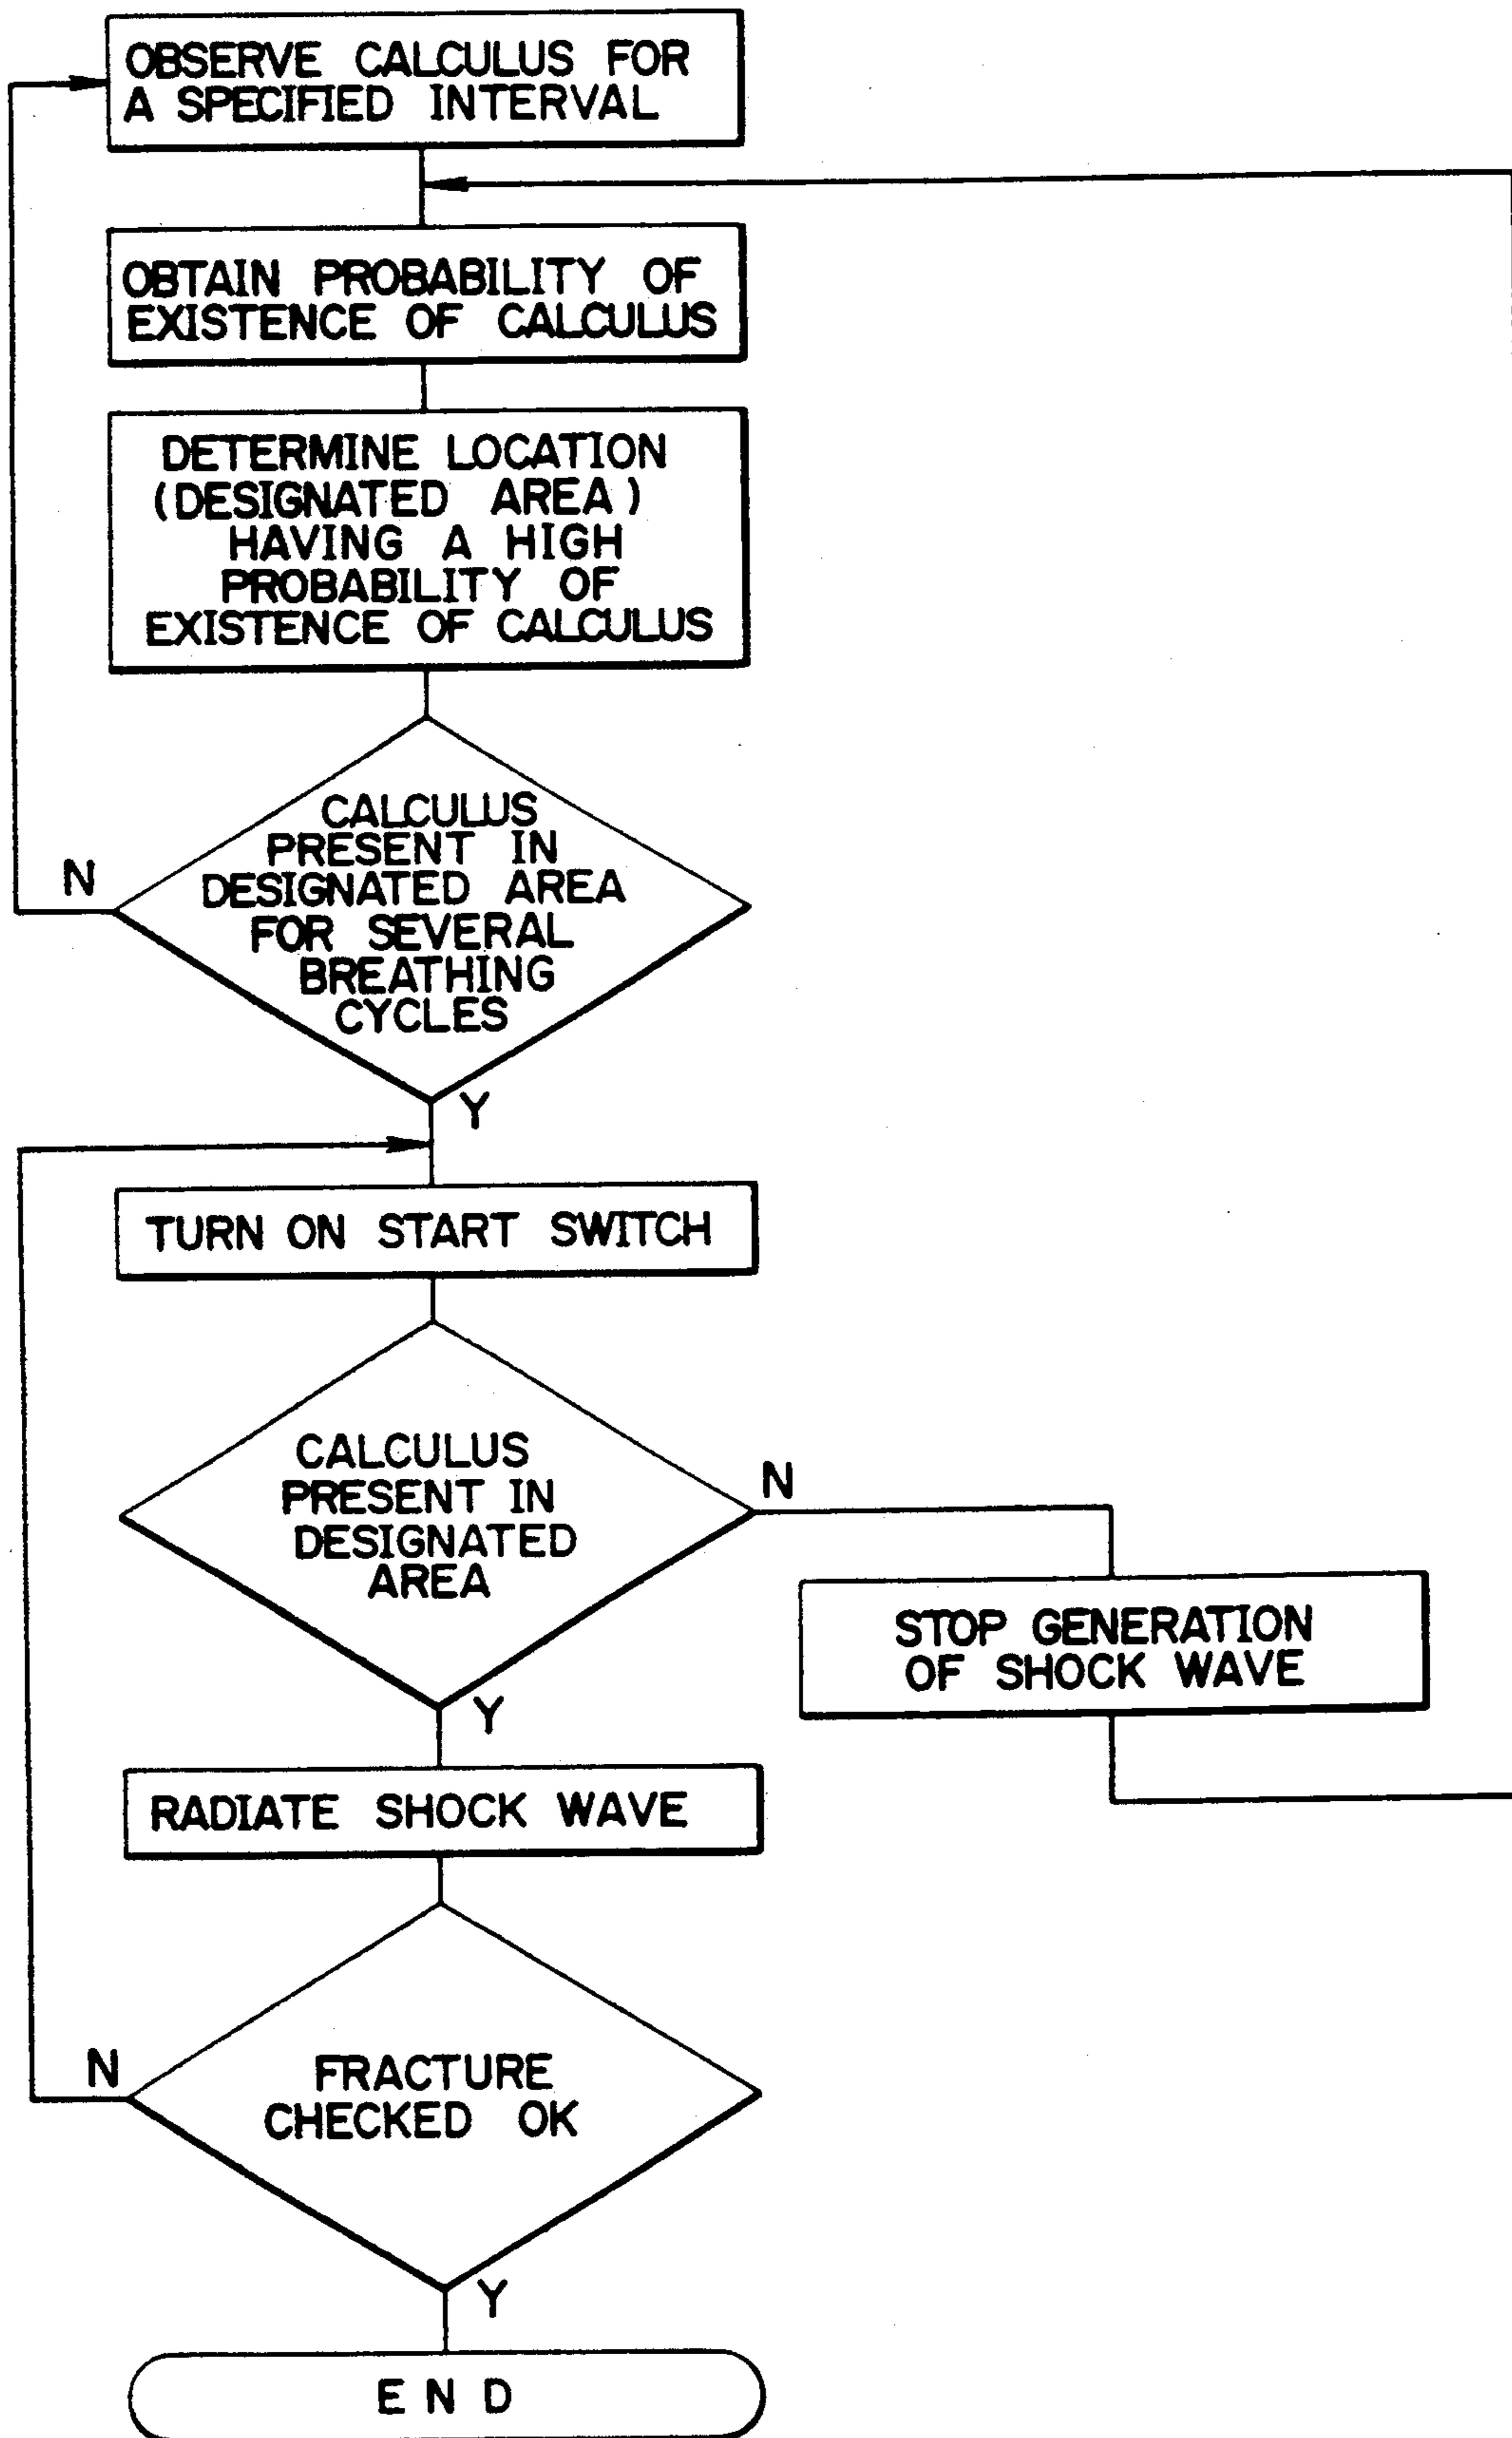 OBSERVE CALCULUS FOR
A SPECIFIED INTERVAL
OBTAIN PROBABILITY OF
EXISTENCE OF CALCULUS
DETERMINE LOCATION
(DESIGNATED AREA)
HAVING A HIGH
PROBABILITY OF
EXISTENCE OF CALCULUS
CALCULUS
PRESENT IN
DESIGNATED AREA
FOR SEVERAL
BREATHING
CYCLES
N
Y
TURN ON START SWITCH
CALCULUS
PRESENT IN
DESIGNATED
AREA
N
Y
STOP GENERATION
OF SHOCK WAVE
RADIATE SHOCK WAVE
FRACTURE
CHECKED OK
N
Y
END